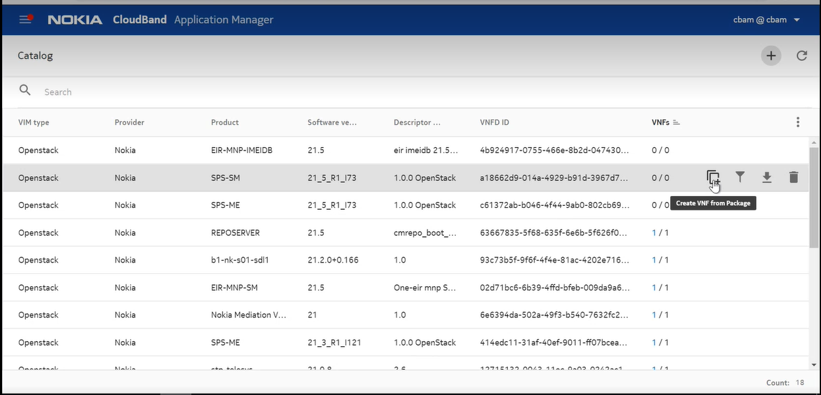 NOKIA CloudBand Application Manager cbam @ cbam
Catalog
Search
VIM type Provider Product Software ve... Descriptor ... VNFD ID VNFs
Openstack Nokia EIR-MNP-IMEIDB 21.5 eir imeidb 21.5... 4b924917-0755-466e-8b2d-047430... 0 / 0
Openstack Nokia SPS-SM 21_5_R1_I73 1.0.0 OpenStack a18662d9-014a-4929-b91d-3967d7... 0 / 0
Openstack Nokia SPS-ME 21_5_R1_I73 1.0.0 OpenStack c61372ab-b046-4f44-9ab0-802cb69... 0 / 0
Create VNF from Package
Openstack Nokia REPOSERVER 21.5 cmrepo_boot_... 63667835-5f68-635f-6e6b-5f626f0... 1 / 1
Openstack Nokia b1-nk-s01-sdl1 21.2.0+0.166 1.0 93c73b5f-9f6f-4f4e-81ac-4202e716... 1 / 1
Openstack Nokia EIR-MNP-SM 21.5 One-eir mnp S... 02d71bc6-6b39-4ffd-bfeb-009da9a6... 1 / 1
Openstack Nokia Nokia Mediation V... 21 1.0 6e6394da-502a-49f3-b540-7632fc2... 1 / 1
Openstack Nokia SPS-ME 21_3_R1_I121 1.0.0 OpenStack 414edc11-31af-40ef-9011-ff07bcea... 1 / 1
Openstack Nokia
Count: 18